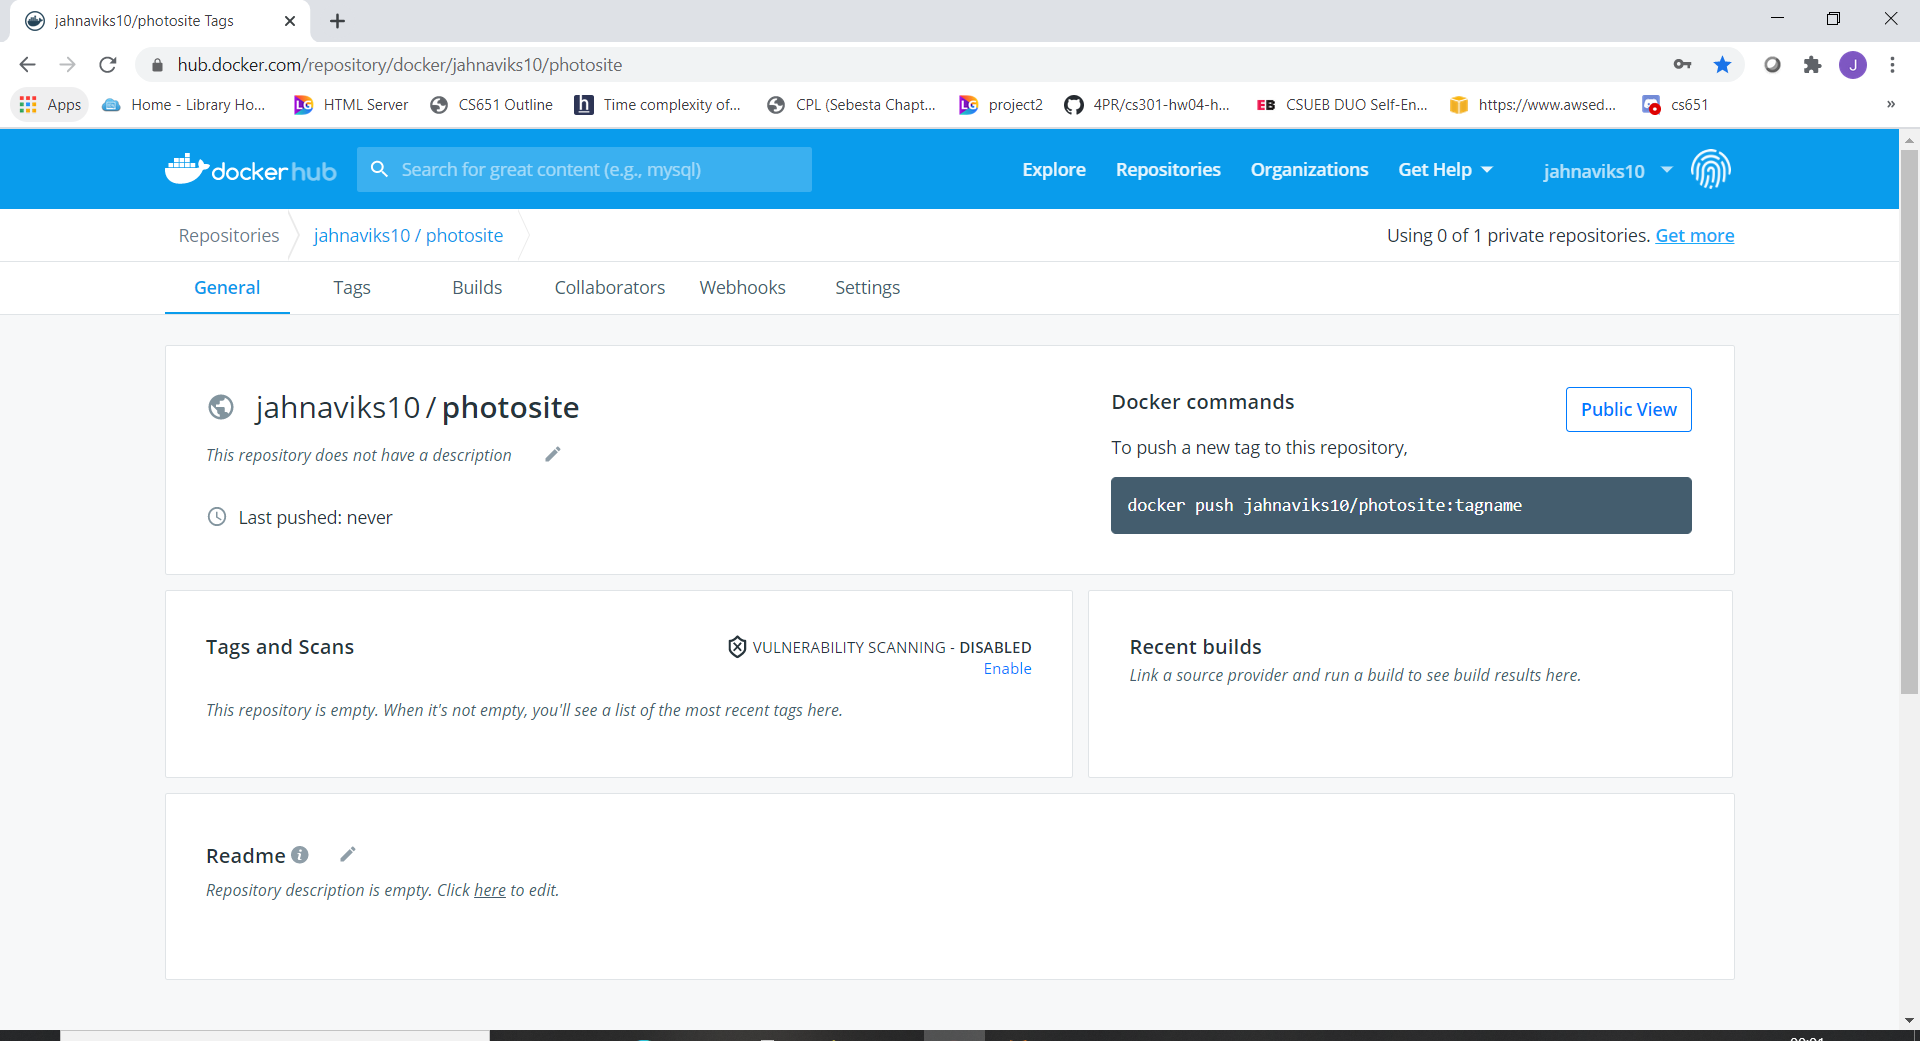 jahnaviks10/photosite Tags
hub.docker.com/repository/docker/jahnaviks10/photosite
J
Apps
Home - Library Ho...
LG
HTML Server
CS651 Outline
h
Time complexity of...
CPL (Sebesta Chapt...
LG
project2
4PR/cs301-hw04-h...
EB
CSUEB DUO Self-En...
https://www.awsed...
cs651
»
docker hub
Search for great content (e.g., mysql)
Explore
Repositories
Organizations
Get Help
jahnaviks10
Repositories
jahnaviks10 / photosite
Using 0 of 1 private repositories. Get more
General
Tags
Builds
Collaborators
Webhooks
Settings
jahnaviks10 / photosite
This repository does not have a description
Last pushed: never
Docker commands
Public View
To push a new tag to this repository,
docker push jahnaviks10/photosite:tagname
Tags and Scans
VULNERABILITY SCANNING - DISABLED
Enable
This repository is empty. When it's not empty, you'll see a list of the most recent tags here.
Recent builds
Link a source provider and run a build to see build results here.
Readme
Repository description is empty. Click here to edit.